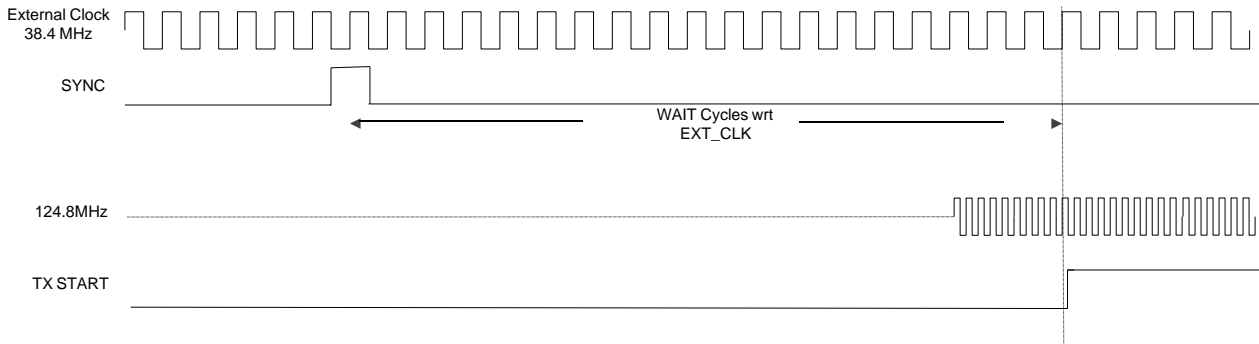 External Clock
38.4 MHz
SYNC
WAIT Cycles wrt
EXT_CLK
124.8MHz
TX START